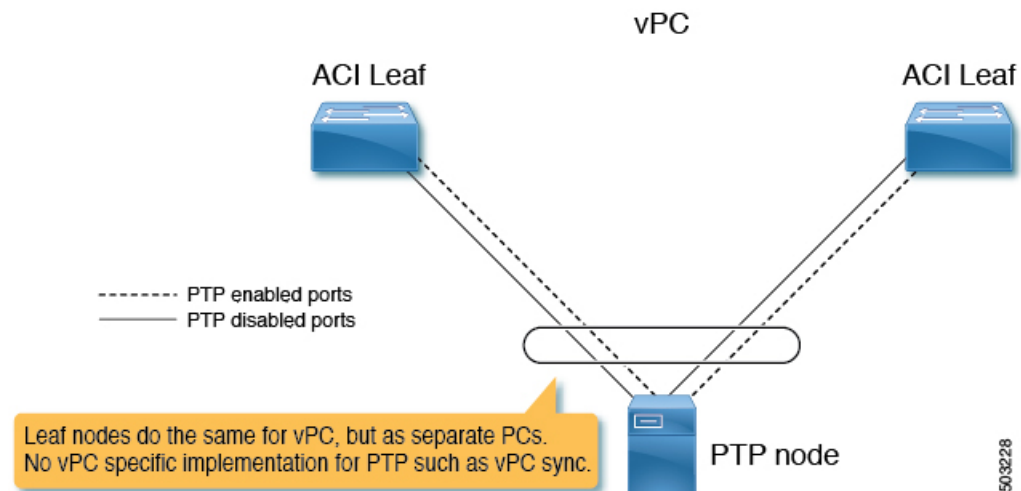 vPC
ACI Leaf
ACI Leaf
PTP enabled ports
PTP disabled ports
Leaf nodes do the same for vPC, but as separate PCs.
No vPC specific implementation for PTP such as vPC sync.
PTP node
503228